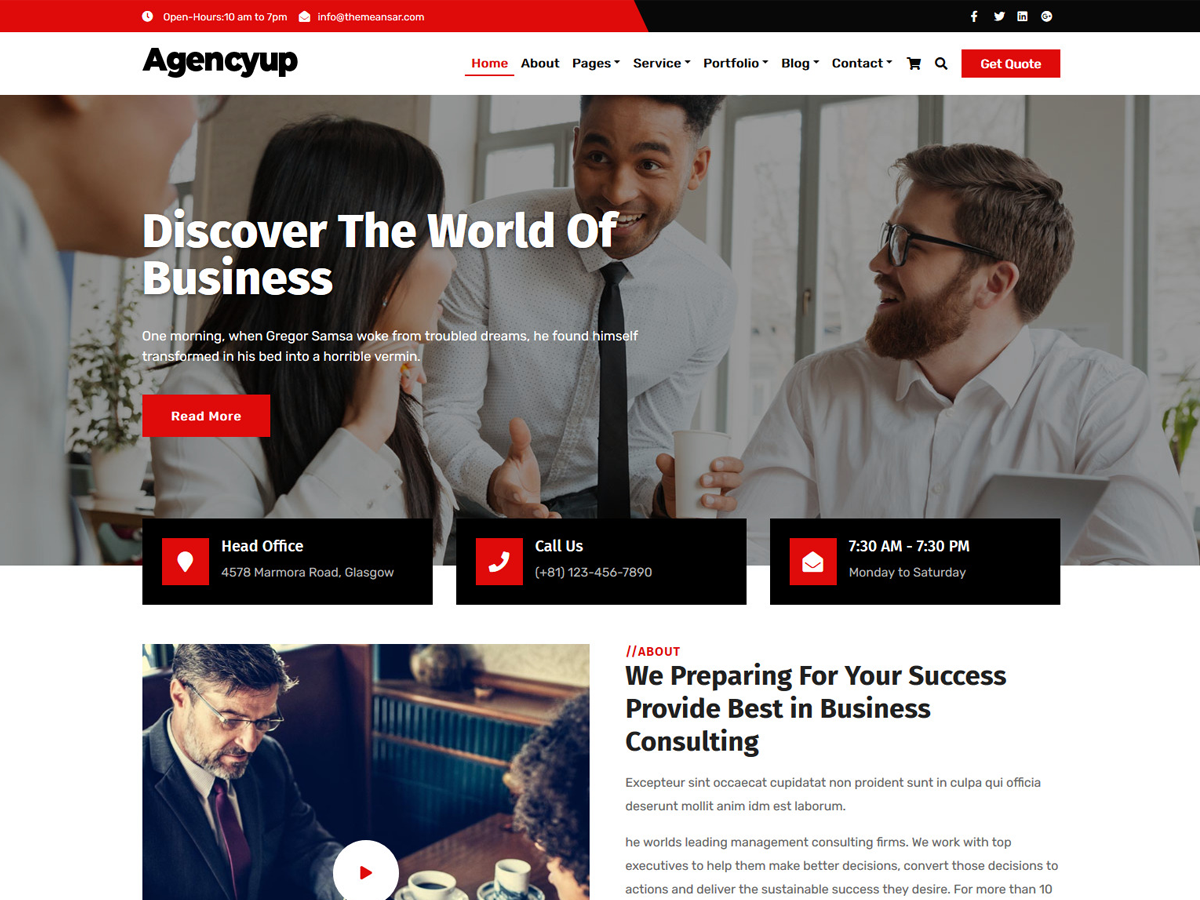 Open-Hours:10 am to 7pm info@themeansar.com
Agencyup
Home About Pages Service Portfolio Blog Contact Get Quote
Discover The World Of
Business
One morning, when Gregor Samsa woke from troubled dreams, he found himself
transformed in his bed into a horrible vermin.
Read More
Head Office
4578 Marmora Road, Glasgow
Call Us
(+81) 123-456-7890
7:30 AM - 7:30 PM
Monday to Saturday
//ABOUT
We Preparing For Your Success
Provide Best in Business
Consulting
Excepteur sint occaecat cupidatat non proident sunt in culpa qui officia
deserunt mollit anim idm est laborum.
he worlds leading management consulting firms. We work with top
executives to help them make better decisions, convert those decisions to
actions and deliver the sustainable success they desire. For more than 10